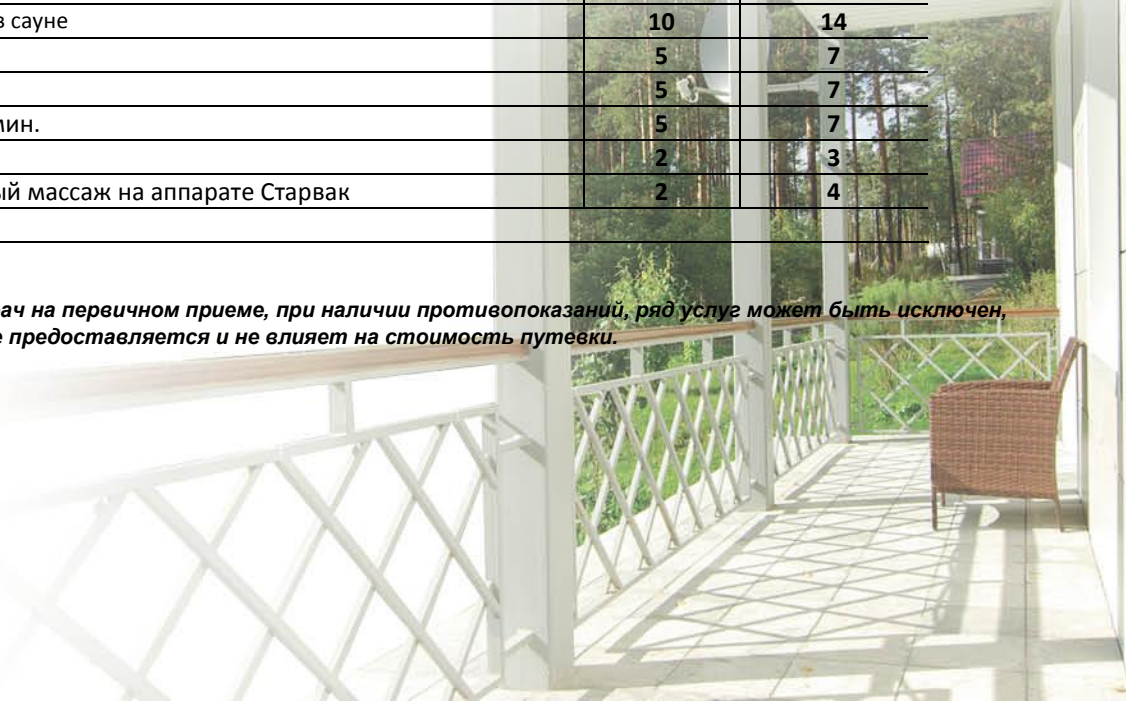 в сауне 10 14
5 7
5 7
мин. 5 7
2 3
ый массаж на аппарате Старвак 2 4
ач на первичном приеме, при наличии противопоказаний, ряд услуг может быть исключен,
е предоставляется и не влияет на стоимость путевки.